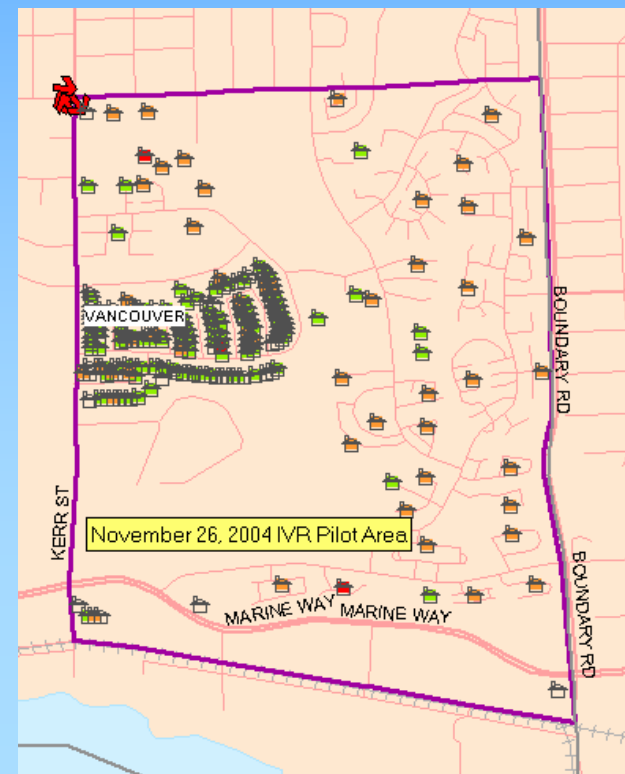 VANCOUVER
BOUNDARY RD
KERR ST
November 26, 2004 IVR Pilot Area
BOUNDARY RD
MARINE WAY MARINE WAY